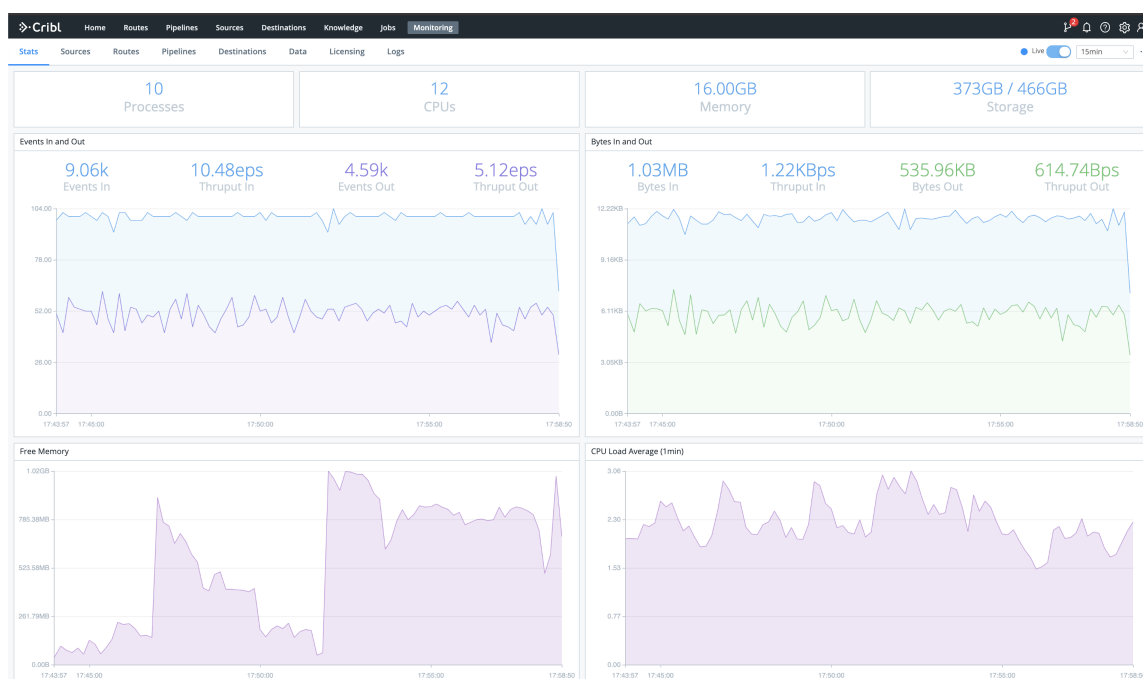 Cribl Home Routes Pipelines Sources Destinations Knowledge Jobs Monitoring 2
Stats Sources Routes Pipelines Destinations Data Licensing Logs Live 15min
10 12 16.00GB 373GB / 466GB
Processes CPUs Memory Storage
Events In and Out
9.06k 10.48eps 4.59k 5.12eps
Events In Thruput In Events Out Thruput Out
104.00
78.00
52.00
26.00
0.00
17:43:57 17:45:00 17:50:00 17:55:00 17:58:50
Bytes In and Out
1.03MB 1.22KBps 535.96KB 614.74Bps
Bytes In Thruput In Bytes Out Thruput Out
12.22KB
9.16KB
6.11KB
3.05KB
0.00B
17:43:57 17:45:00 17:50:00 17:55:00 17:58:50
Free Memory
1.02GB
785.38MB
523.58MB
261.79MB
0.00B
17:43:57 17:45:00 17:50:00 17:55:00 17:58:50
CPU Load Average (1min)
3.06
2.30
1.53
0.77
0.00
17:43:57 17:45:00 17:50:00 17:55:00 17:58:50